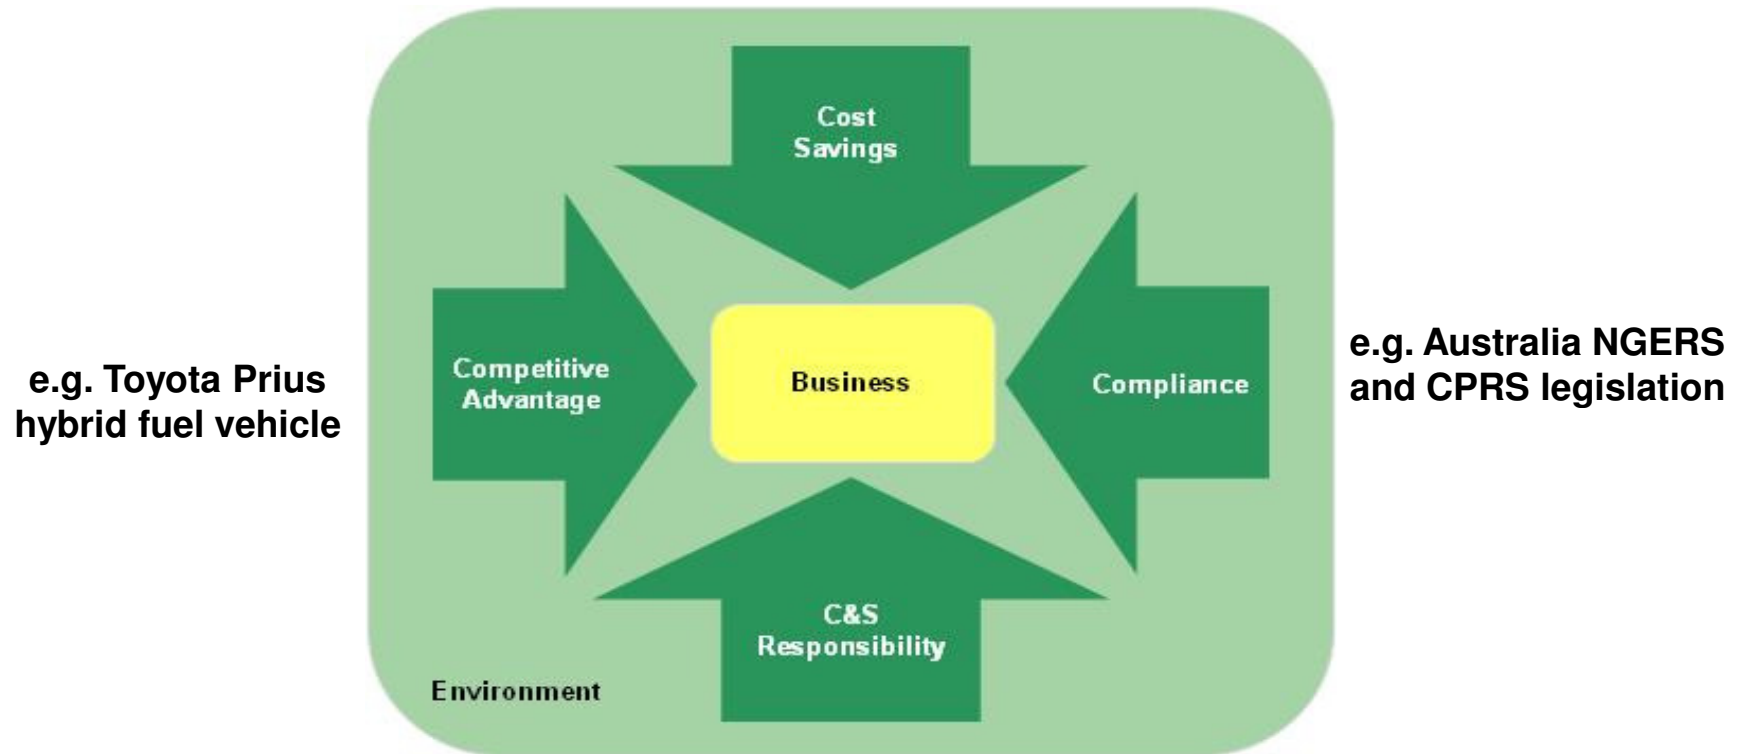 Cost
Savings
e.g. Toyota Prius
hybrid fuel vehicle
Competitive
Advantage
Business
Compliance
e.g. Australia NGERS
and CPRS legislation
C&S
Responsibility
Environment